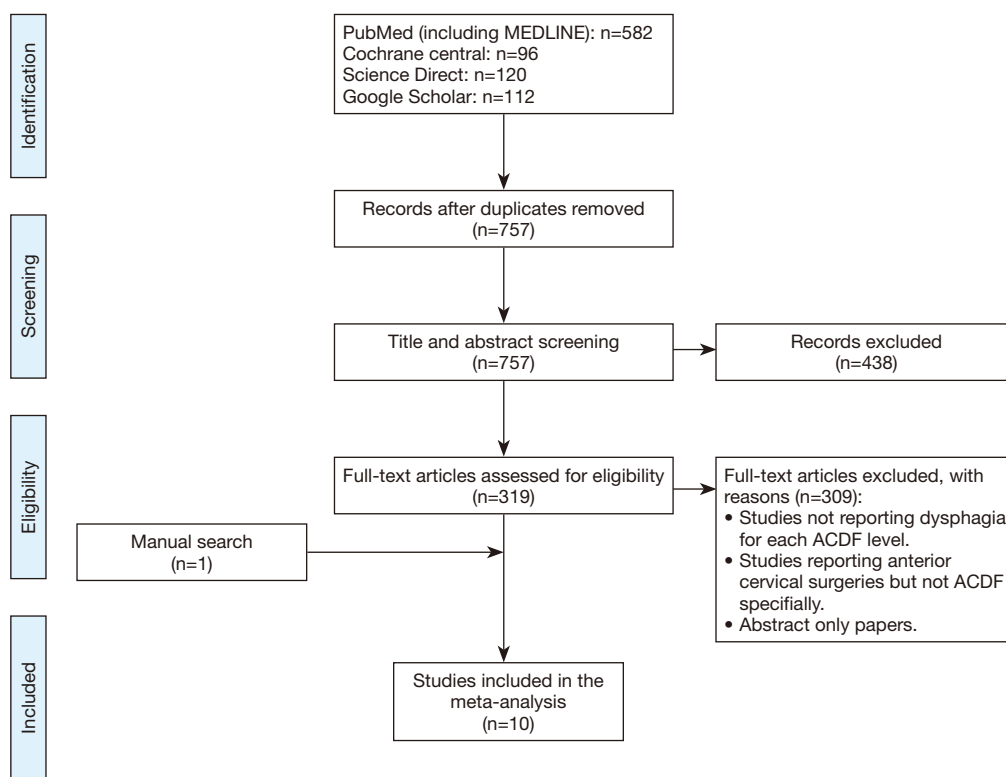 Identification
PubMed (including MEDLINE): n=582
Cochrane central: n=96
Science Direct: n=120
Google Scholar: n=112
Screening
Records after duplicates removed
(n=757)
Title and abstract screening
(n=757)
Records excluded
(n=438)
Eligibility
Full-text articles assessed for eligibility
(n=319)
Full-text articles excluded, with
reasons (n=309):
• Studies not reporting dysphagia
for each ACDF level.
• Studies reporting anterior
cervical surgeries but not ACDF
specifially.
• Abstract only papers.
Manual search
(n=1)
Included
Studies included in the
meta-analysis
(n=10)